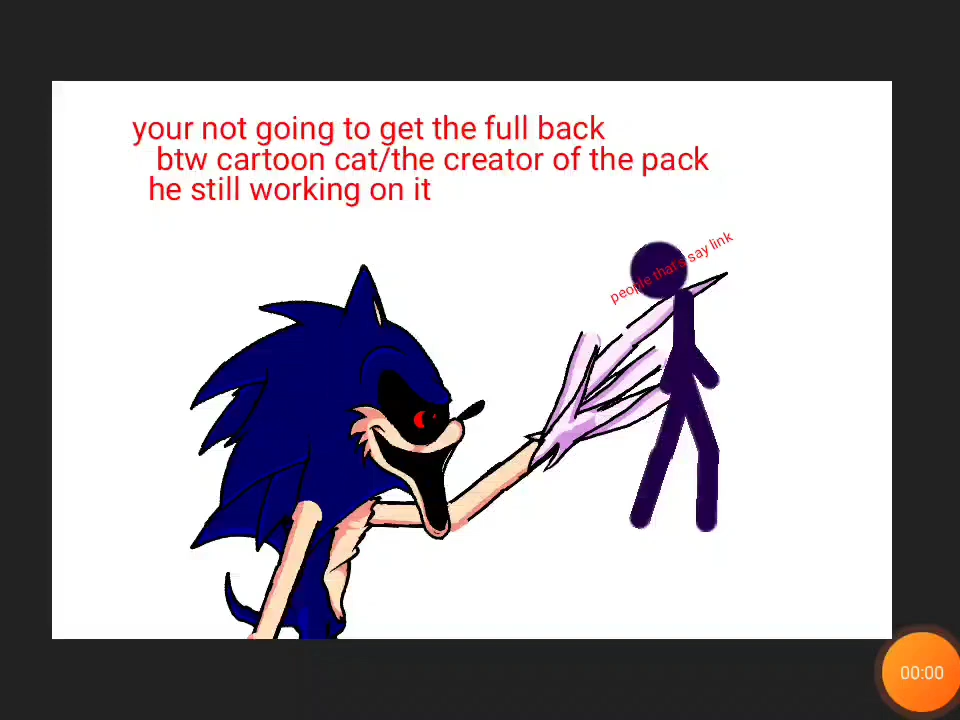 your not going to get the full back
btw cartoon cat/the creator of the pack
he still working on it
people that's say link
00:00